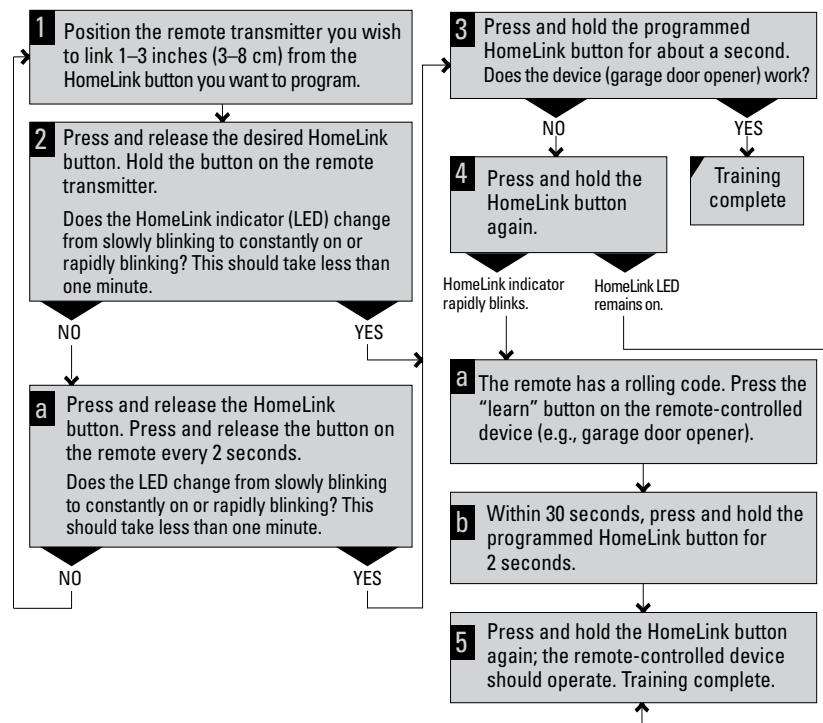 1 Position the remote transmitter you wish
to link 1–3 inches (3–8 cm) from the
HomeLink button you want to program.
2 Press and release the desired HomeLink
button. Hold the button on the remote
transmitter.
Does the HomeLink indicator (LED) change
from slowly blinking to constantly on or
rapidly blinking? This should take less than
one minute.
NO YES
a Press and release the HomeLink
button. Press and release the button on
the remote every 2 seconds.
Does the LED change from slowly blinking
to constantly on or rapidly blinking? This
should take less than one minute.
NO YES
3 Press and hold the programmed
HomeLink button for about a second.
Does the device (garage door opener) work?
NO YES
4 Press and hold the
HomeLink button
again.
Training
complete
HomeLink indicator
rapidly blinks.
HomeLink LED
remains on.
a The remote has a rolling code. Press the
“learn” button on the remote-controlled
device (e.g., garage door opener).
b Within 30 seconds, press and hold the
programmed HomeLink button for
2 seconds.
5 Press and hold the HomeLink button
again; the remote-controlled device
should operate. Training complete.